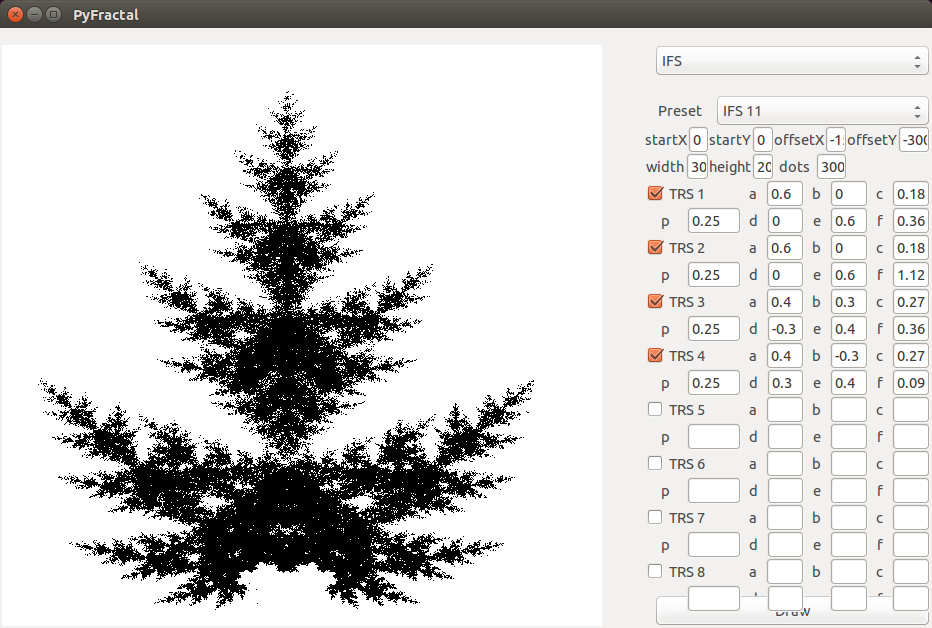 PyFractal
IFS
Preset IFS 11
startX 0 startY 0 offsetX offsetY -300
width 30 height 20 dots 300
TRS 1 a 0.6 b 0 c 0.18
p 0.25 d 0 e 0.6 f 0.36
TRS 2 a 0.6 b 0 c 0.18
p 0.25 d 0 e 0.6 f 1.12
TRS 3 a 0.4 b 0.3 c 0.27
p 0.25 d -0.3 e 0.4 f 0.36
TRS 4 a 0.4 b -0.3 c 0.27
p 0.25 d 0.3 e 0.4 f 0.09
TRS 5 a b c
p d e f
TRS 6 a b c
p d e f
TRS 7 a b c
p d e f
TRS 8 a b c
d f
Draw